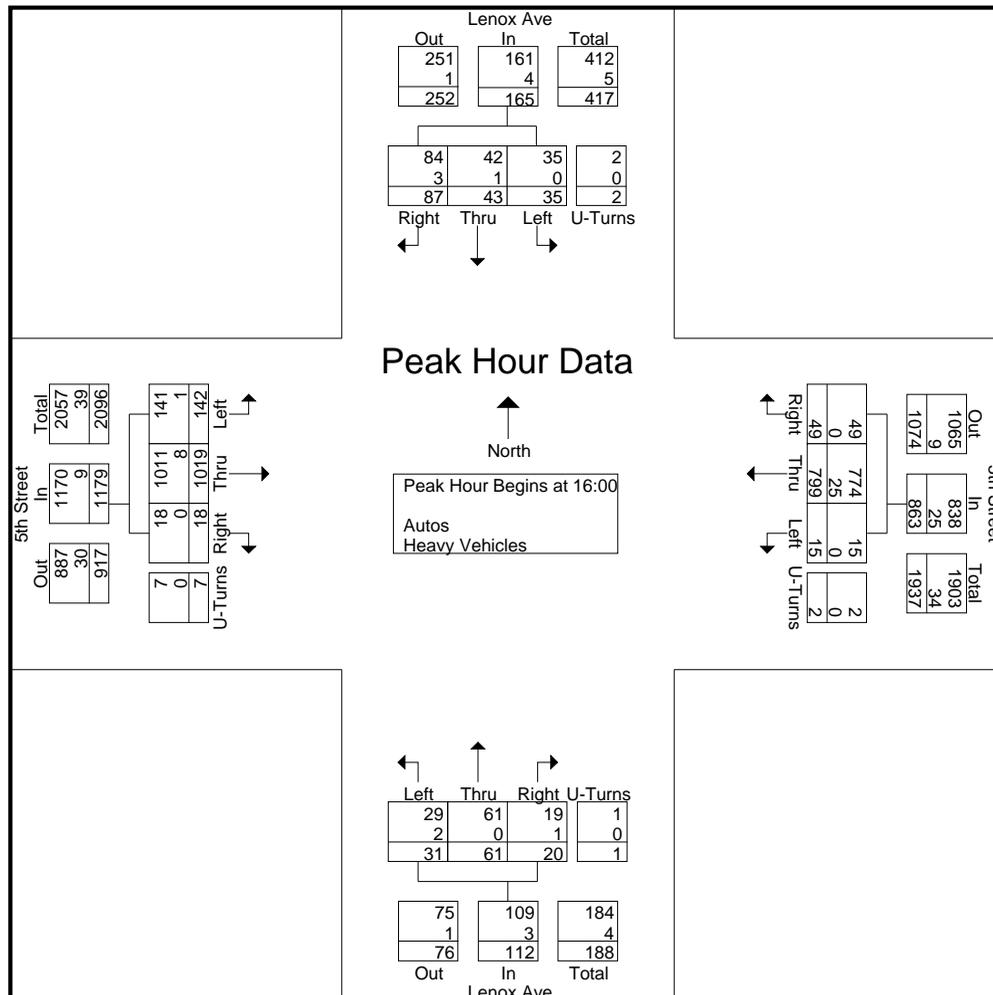 Lenox Ave
Out In Total
251 161 412
1 4 5
252 165 417
84 42 35 2
3 1 0 0
87 43 35 2
Right Thru Left U-Turns
Peak Hour Data
North
Peak Hour Begins at 16:00
Autos
Heavy Vehicles
5th Street
Total In Out
2057 1170 887
39 9 30
2096 1179 917
Left Thru Right U-Turns
141 1011 18 7
1 8 0 0
142 1019 18 7
Right Thru Left U-Turns
49 774 15 2
0 25 0 0
49 799 15 2
Out In Total
1065 838 1903
9 25 34
1074 863 1937
Street
Left Thru Right U-Turns
29 61 19 1
2 0 1 0
31 61 20 1
75 109 184
1 3 4
76 112 188
Out In Total
Lenox Ave